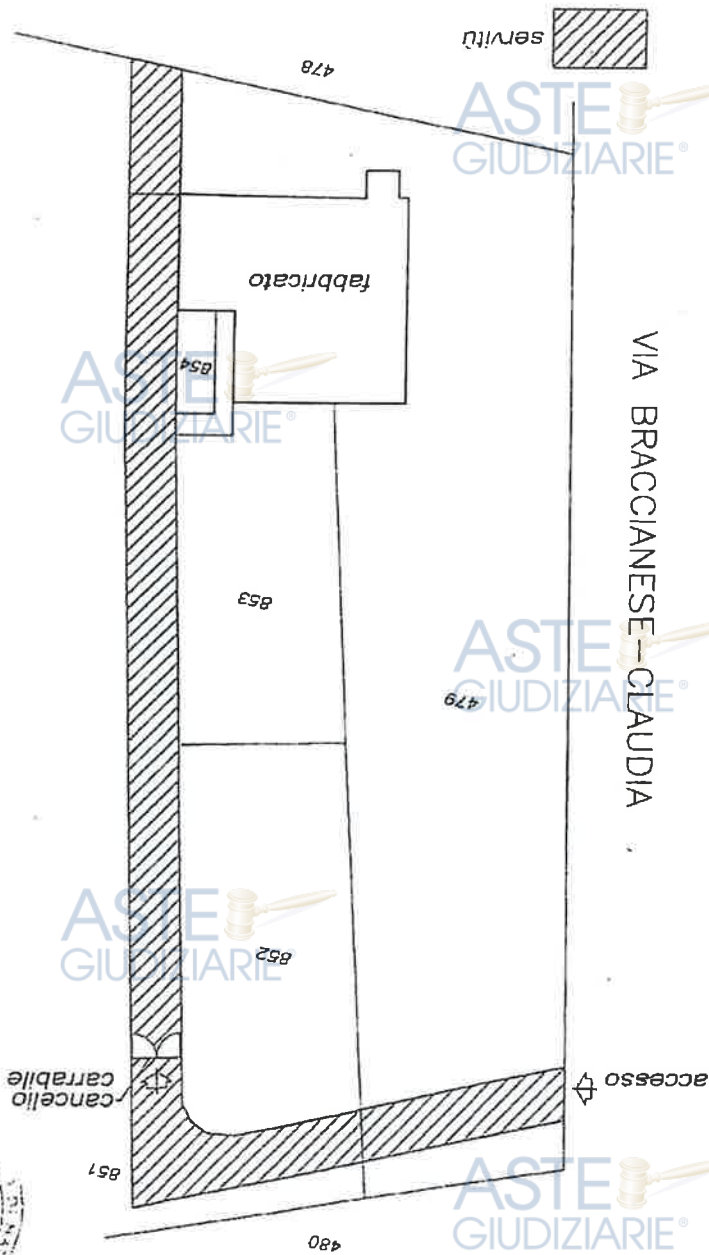 servitù
478
ASTE
GIUDIZIARIE®
fabbricato
VIA BRACCIANESE-CLAUDIA
854
ASTE
GIUDIZIARIE®
853
ASTE
GIUDIZIARIE®
479
ASTE
GIUDIZIARIE®
852
cancello
carrabile
accesso
851
ASTE
GIUDIZIARIE®
480